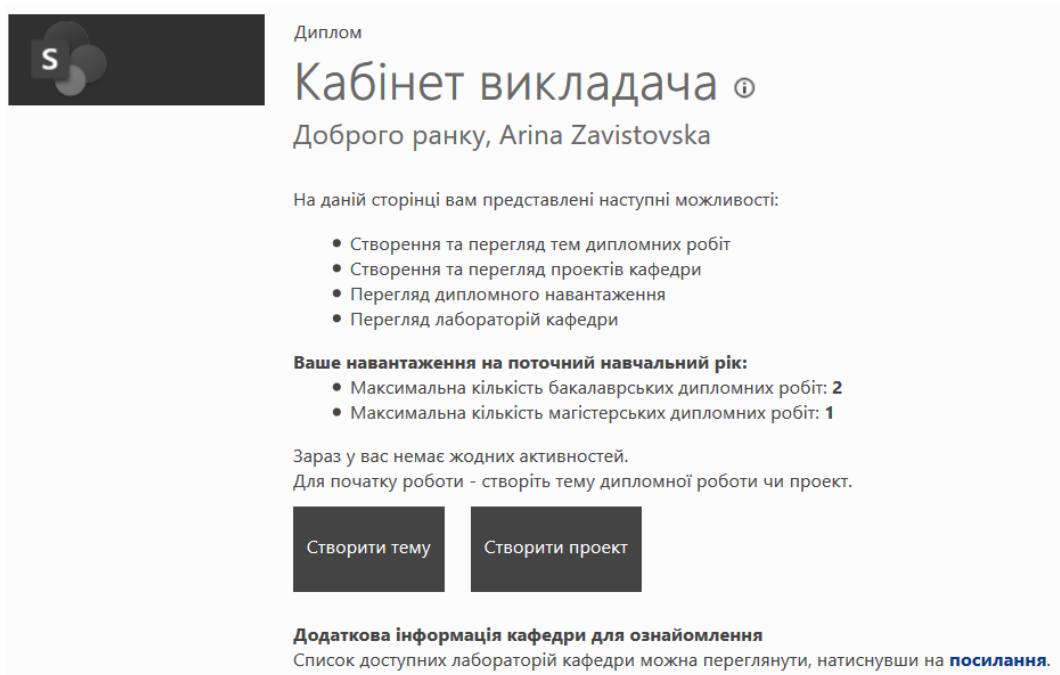 S
Диплом
Кабінет викладача
Доброго ранку, Arina Zavistovska
На даній сторінці вам представлені наступні можливості:
● Створення та перегляд тем дипломних робіт
● Створення та перегляд проектів кафедри
● Перегляд дипломного навантаження
● Перегляд лабораторій кафедри
Ваше навантаження на поточний навчальний рік:
● Максимальна кількість бакалаврських дипломних робіт: 2
● Максимальна кількість магістерських дипломних робіт: 1
Зараз у вас немає жодних активностей.
Для початку роботи - створіть тему дипломної роботи чи проект.
Створити тему Створити проект
Додаткова інформація кафедри для ознайомлення
Список доступних лабораторій кафедри можна переглянути, натиснувши на посилання.